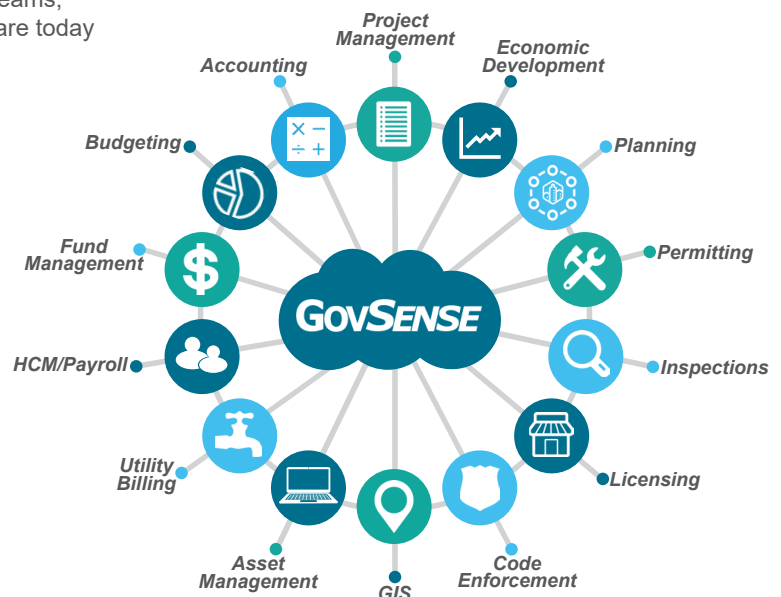 eams,
are today
Project
Management
Economic
Development
Accounting
Planning
Budgeting
Permitting
Fund
Management
GOVSENSE
HCM/Payroll
Inspections
Utility
Billing
Licensing
Asset
Management
GIS
Code
Enforcement